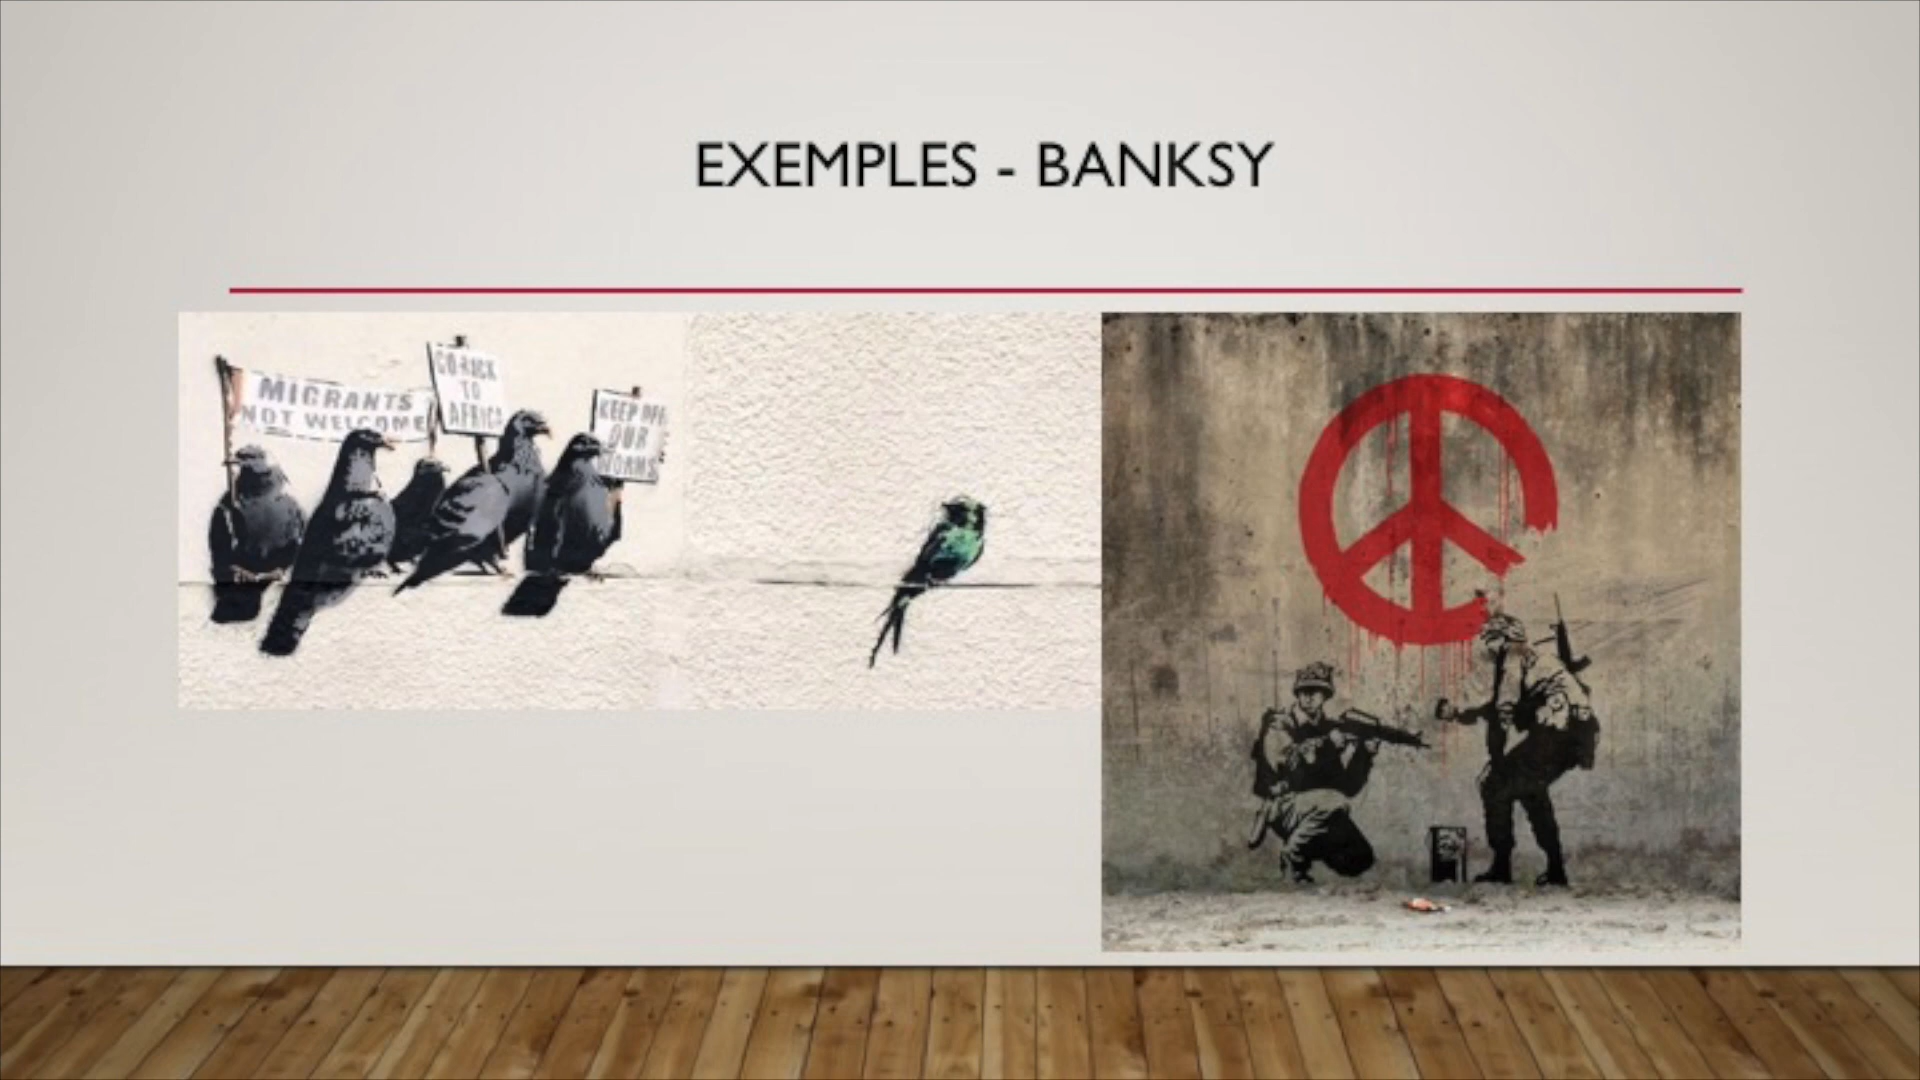 EXEMPLES - BANKSY
MIGRANTS
NOT WELCOME
GO BACK
TO
AFRICA
KEEP OFF
OUR
WORMS